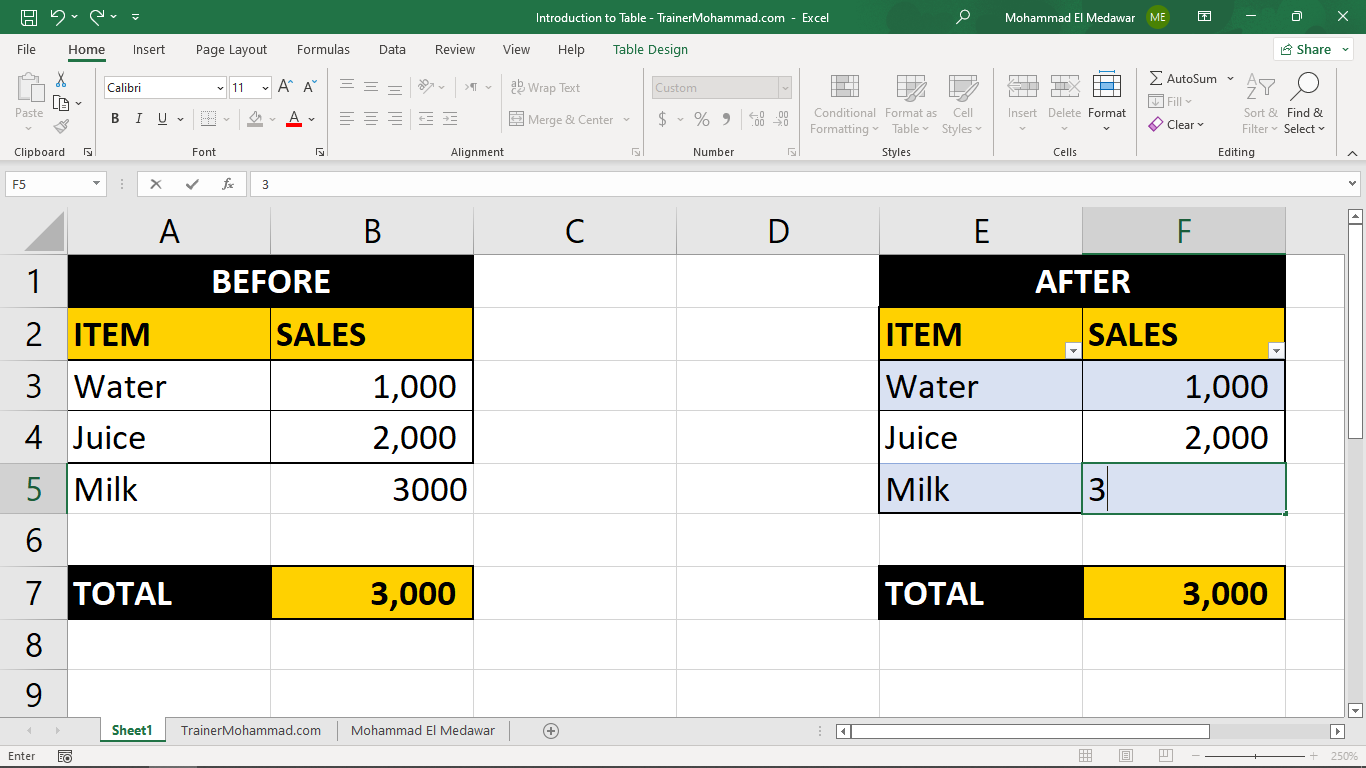 Introduction to Table - TrainerMohammad.com - Excel
Mohammad El Medawar ME
File Home Insert Page Layout Formulas Data Review View Help Table Design Share
Paste
Calibri 11 A A
B I U A
Wrap Text
Merge & Center
Custom
$ %
Conditional Formatting
Format as Table
Cell Styles
Insert Delete Format
AutoSum
Fill
Clear
Sort & Filter
Find & Select
Clipboard Font Alignment Number Styles Cells Editing
F5 fx 3
A B C D E F
1 BEFORE AFTER
2 ITEM SALES ITEM SALES
3 Water 1,000 Water 1,000
4 Juice 2,000 Juice 2,000
5 Milk 3000 Milk 3
6
7 TOTAL 3,000 TOTAL 3,000
8
9
Sheet1 TrainerMohammad.com Mohammad El Medawar
Enter 250%